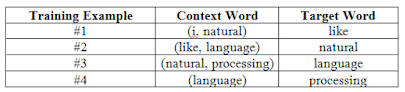 Training Example Context Word Target Word
#1 (i, natural) like
#2 (like, language) natural
#3 (natural, processing) language
#4 (language) processing